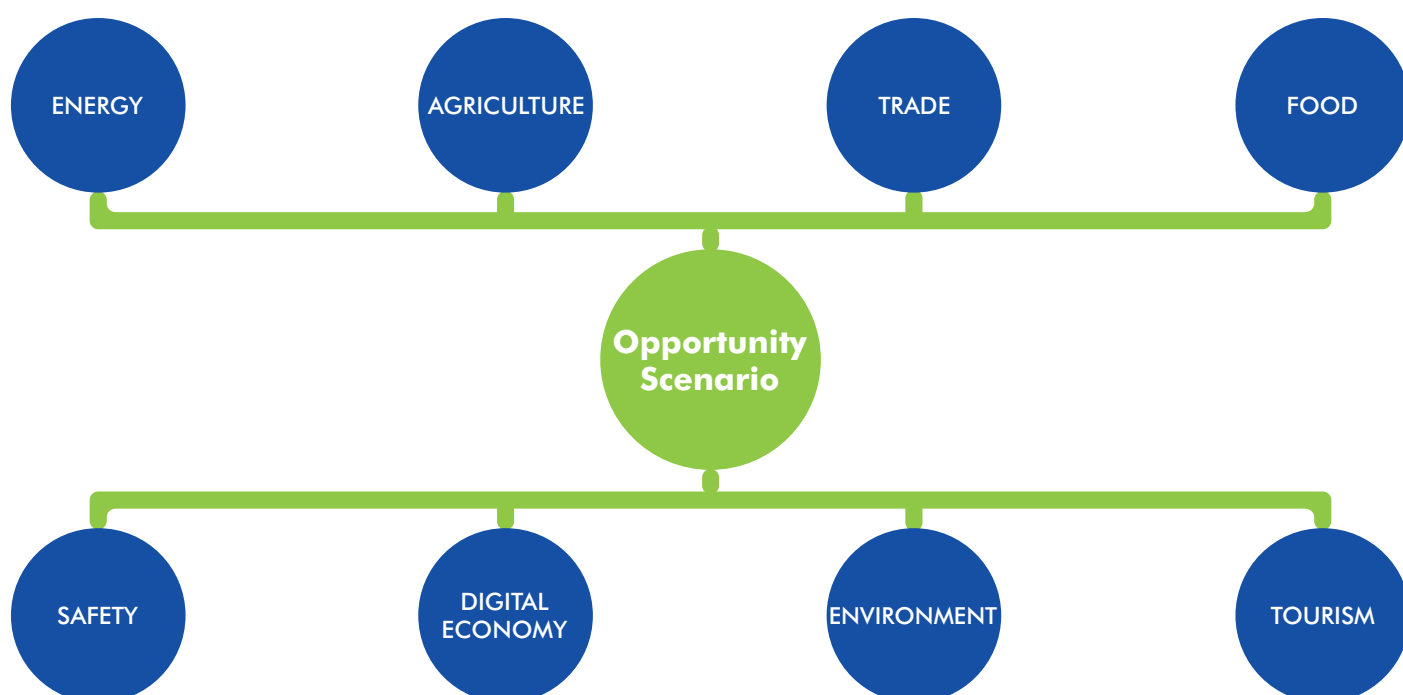 ENERGY
AGRICULTURE
TRADE
FOOD
Opportunity
Scenario
SAFETY
DIGITAL
ECONOMY
ENVIRONMENT
TOURISM